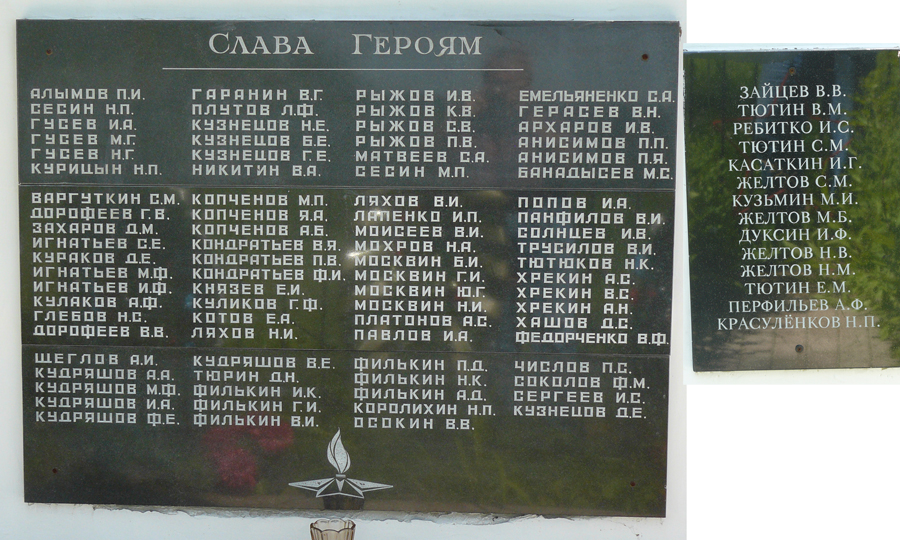 Слава Героям
АЛЫМОВ П.И.
СЕСИН Н.П.
ГУСЕВ И.А.
ГУСЕВ М.Г.
ГУСЕВ Н.Г.
КУРИЦЫН Н.П.
ГАРАНИН В.Г.
ПЛУТОВ Л.Ф.
КУЗНЕЦОВ Н.Е.
КУЗНЕЦОВ Б.Е.
КУЗНЕЦОВ Г.Е.
НИКИТИН В.А.
РЫЖОВ И.В.
РЫЖОВ К.В.
РЫЖОВ С.В.
РЫЖОВ П.В.
МАТВЕЕВ С.А.
СЕСИН М.П.
ЕМЕЛЬЯНЕНКО С.А.
ГЕРАСЕВ В.Н.
АРХАРОВ И.В.
АНИСИМОВ П.П.
АНИСИМОВ П.Я.
БАНАДЫСЕВ М.С.
ВАРГУТКИН С.М.
ДОРОФЕЕВ Г.В.
ЗАХАРОВ Д.М.
ИГНАТЬЕВ С.Е.
КУРАКОВ Д.Е.
ИГНАТЬЕВ М.Ф.
ИГНАТЬЕВ И.Ф.
КУЛАКОВ А.Ф.
ГЛЕБОВ Н.С.
ДОРОФЕЕВ В.В.
КОПЧЕНОВ М.П.
КОПЧЕНОВ Я.А.
КОПЧЕНОВ А.Б.
КОНДРАТЬЕВ В.Я.
КОНДРАТЬЕВ П.В.
КОНДРАТЬЕВ Ф.И.
КНЯЗЕВ Е.И.
КУЛИКОВ Г.Ф.
КОТОВ Е.А.
ЛЯХОВ Н.И.
ЛЯХОВ В.И.
ЛАПЕНКО И.П.
МОИСЕЕВ В.И.
МОХРОВ Н.А.
МОСКВИН Б.И.
МОСКВИН Г.И.
МОСКВИН Ю.Г.
МОСКВИН Н.И.
ПЛАТОНОВ А.С.
ПАВЛОВ И.А.
ПОПОВ И.А.
ПАНФИЛОВ В.И.
СОЛНЦЕВ И.В.
ТРУСИЛОВ В.И.
ТЮТЮКОВ Н.К.
ХРЕКИН А.С.
ХРЕКИН В.С.
ХРЕКИН А.Н.
ХАШОВ Д.С.
ФЕДОРЧЕНКО В.Ф.
ЩЕГЛОВ А.И.
КУДРЯШОВ А.А.
КУДРЯШОВ М.Ф.
КУДРЯШОВ И.А.
КУДРЯШОВ Ф.Е.
КУДРЯШОВ В.Е.
ТЮРИН Д.Н.
ФИЛЬКИН И.К.
ФИЛЬКИН Г.И.
ФИЛЬКИН В.И.
ФИЛЬКИН П.Д.
ФИЛЬКИН Н.К.
ФИЛЬКИН А.Д.
КОРОЛИХИН Н.П.
ОСОКИН В.В.
ЧИСЛОВ П.С.
СОКОЛОВ Ф.М.
СЕРГЕЕВ И.С.
КУЗНЕЦОВ Д.Е.
ЗАЙЦЕВ В.В.
ТЮТИН В.М.
РЕБИТКО И.С.
ТЮТИН С.М.
КАСАТКИН И.Г.
ЖЕЛТОВ С.М.
КУЗЬМИН М.И.
ЖЕЛТОВ М.Б.
ДУКСИН И.Ф.
ЖЕЛТОВ Н.В.
ЖЕЛТОВ Н.М.
ТЮТИН Е.М.
ПЕРФИЛЬЕВ А.Ф.
КРАСУЛЁНКОВ Н.П.